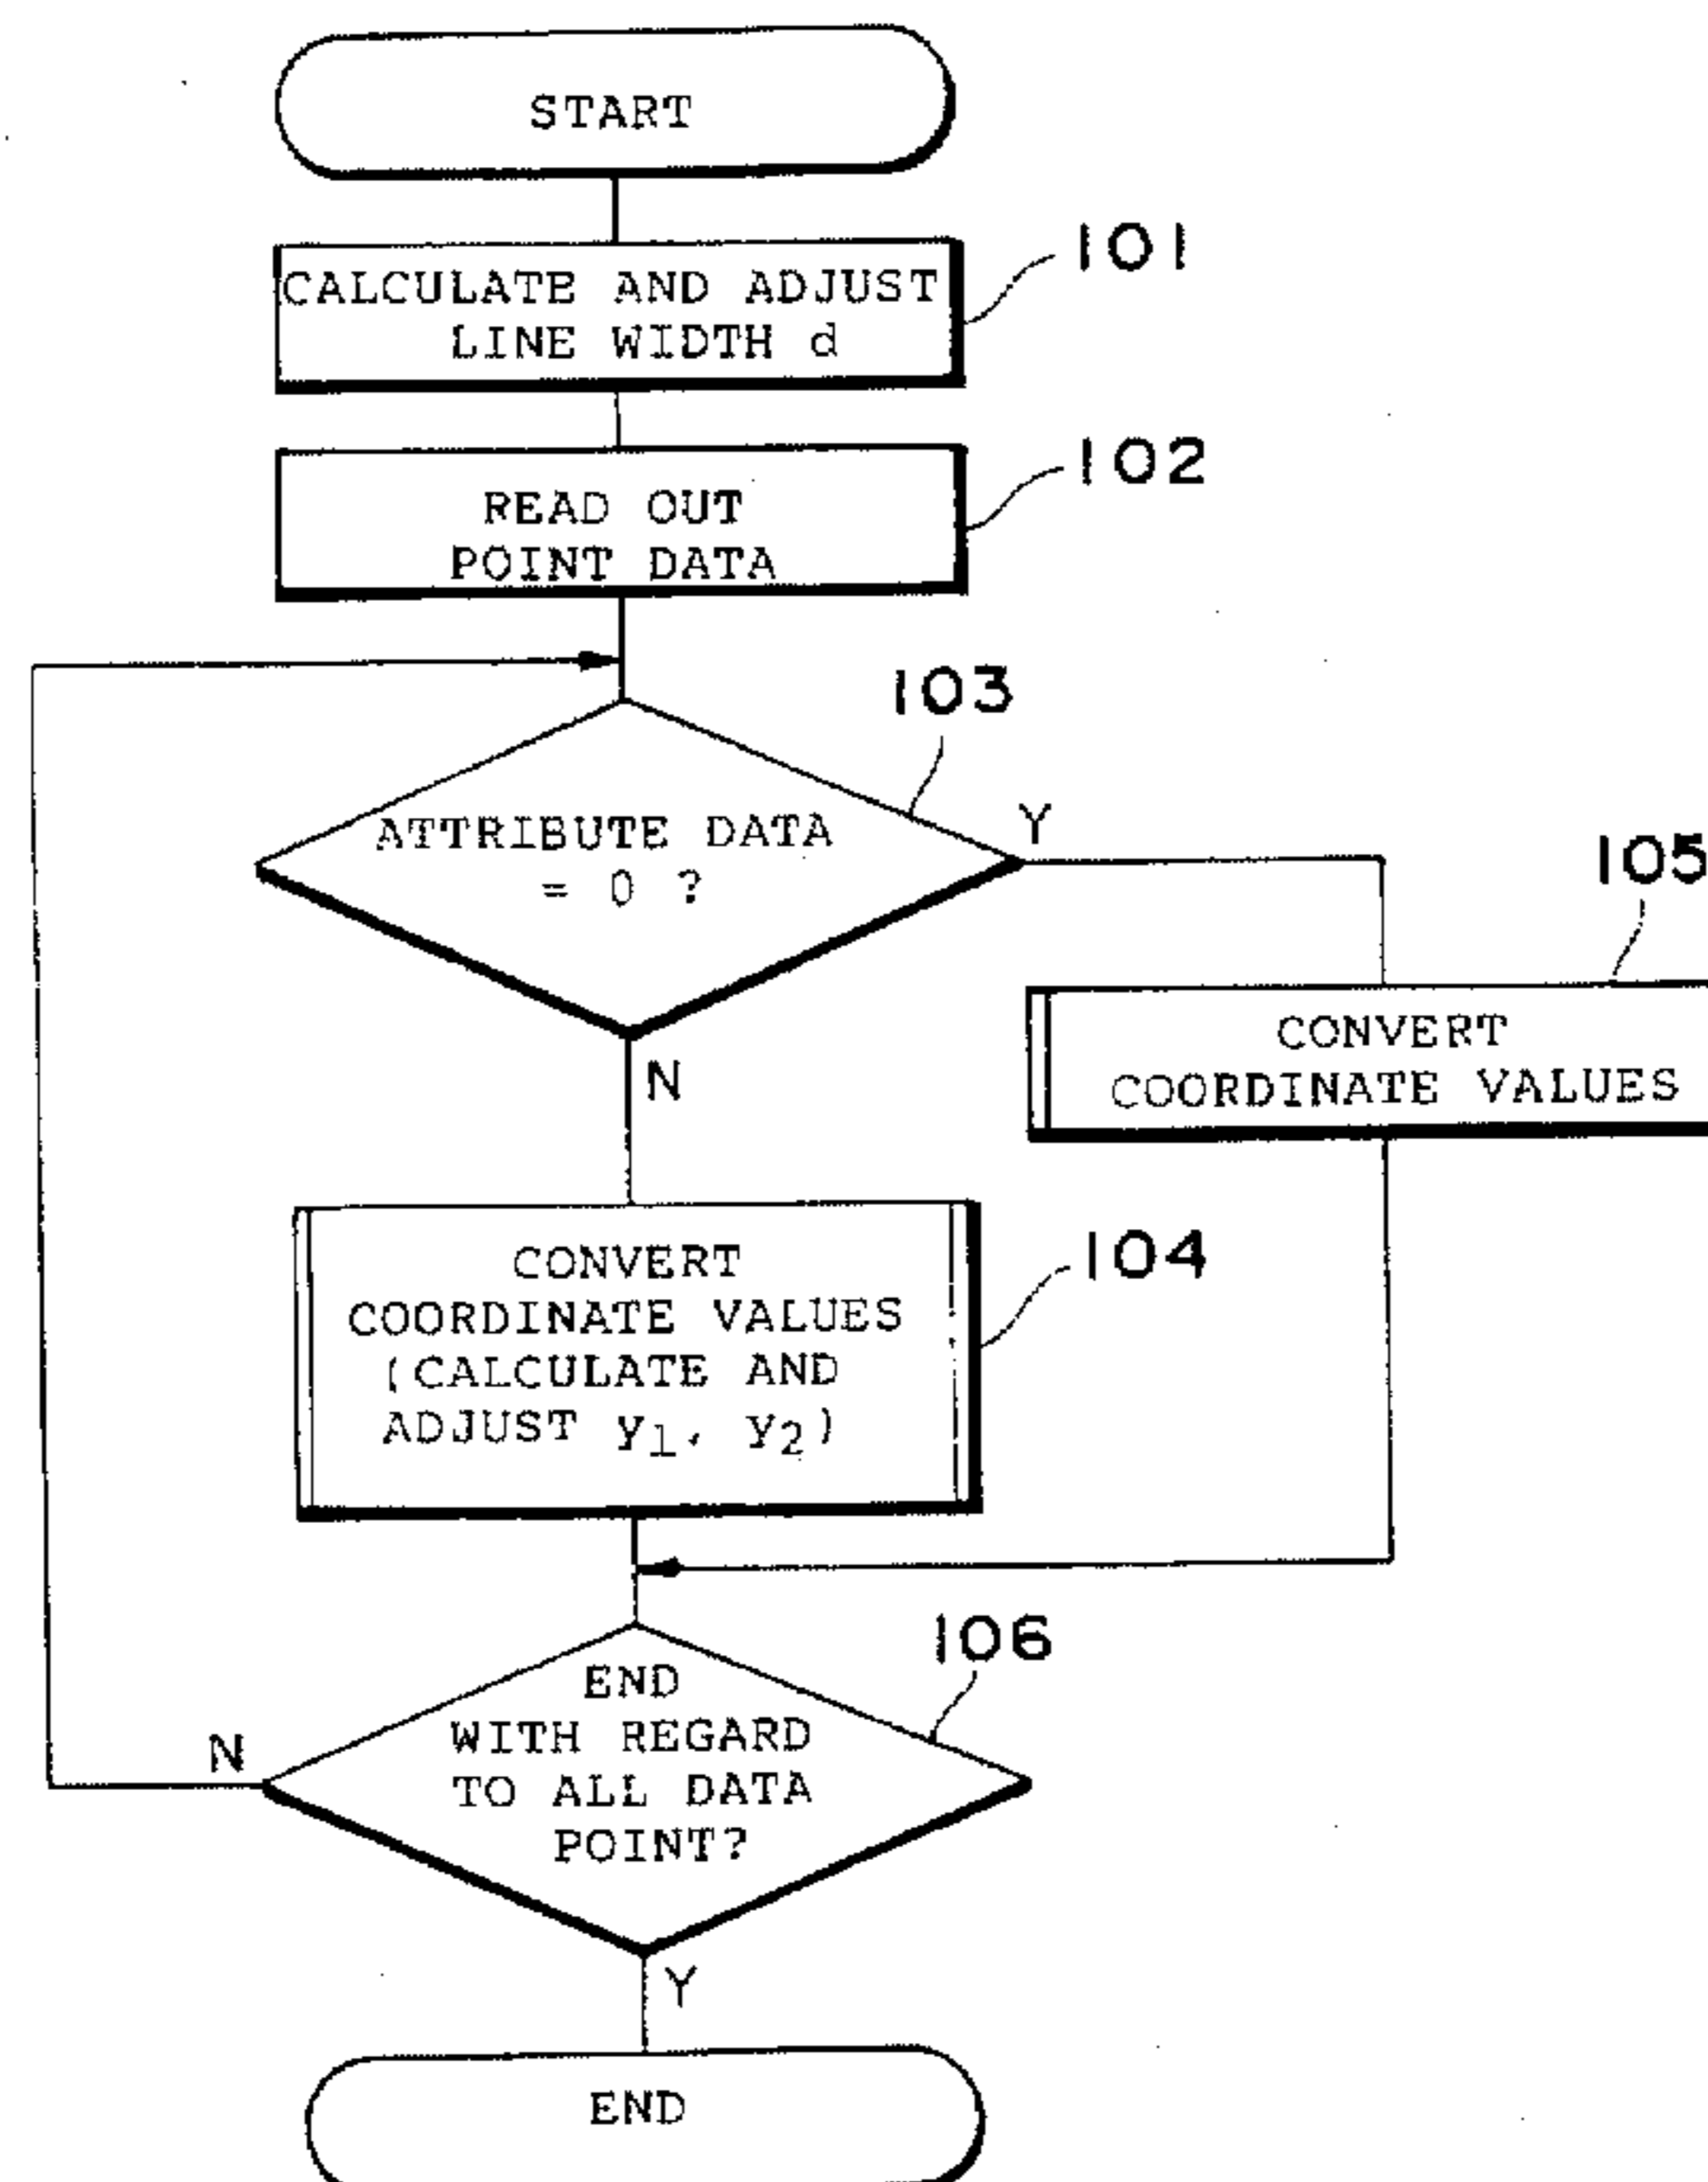 START
101
CALCULATE AND ADJUST
LINE WIDTH d
102
READ OUT
POINT DATA
103
ATTRIBUTE DATA
= 0 ?
Y
N
105
CONVERT
COORDINATE VALUES
104
CONVERT
COORDINATE VALUES
(CALCULATE AND
ADJUST y₁, y₂)
106
END
WITH REGARD
TO ALL DATA
POINT?
N
Y
END